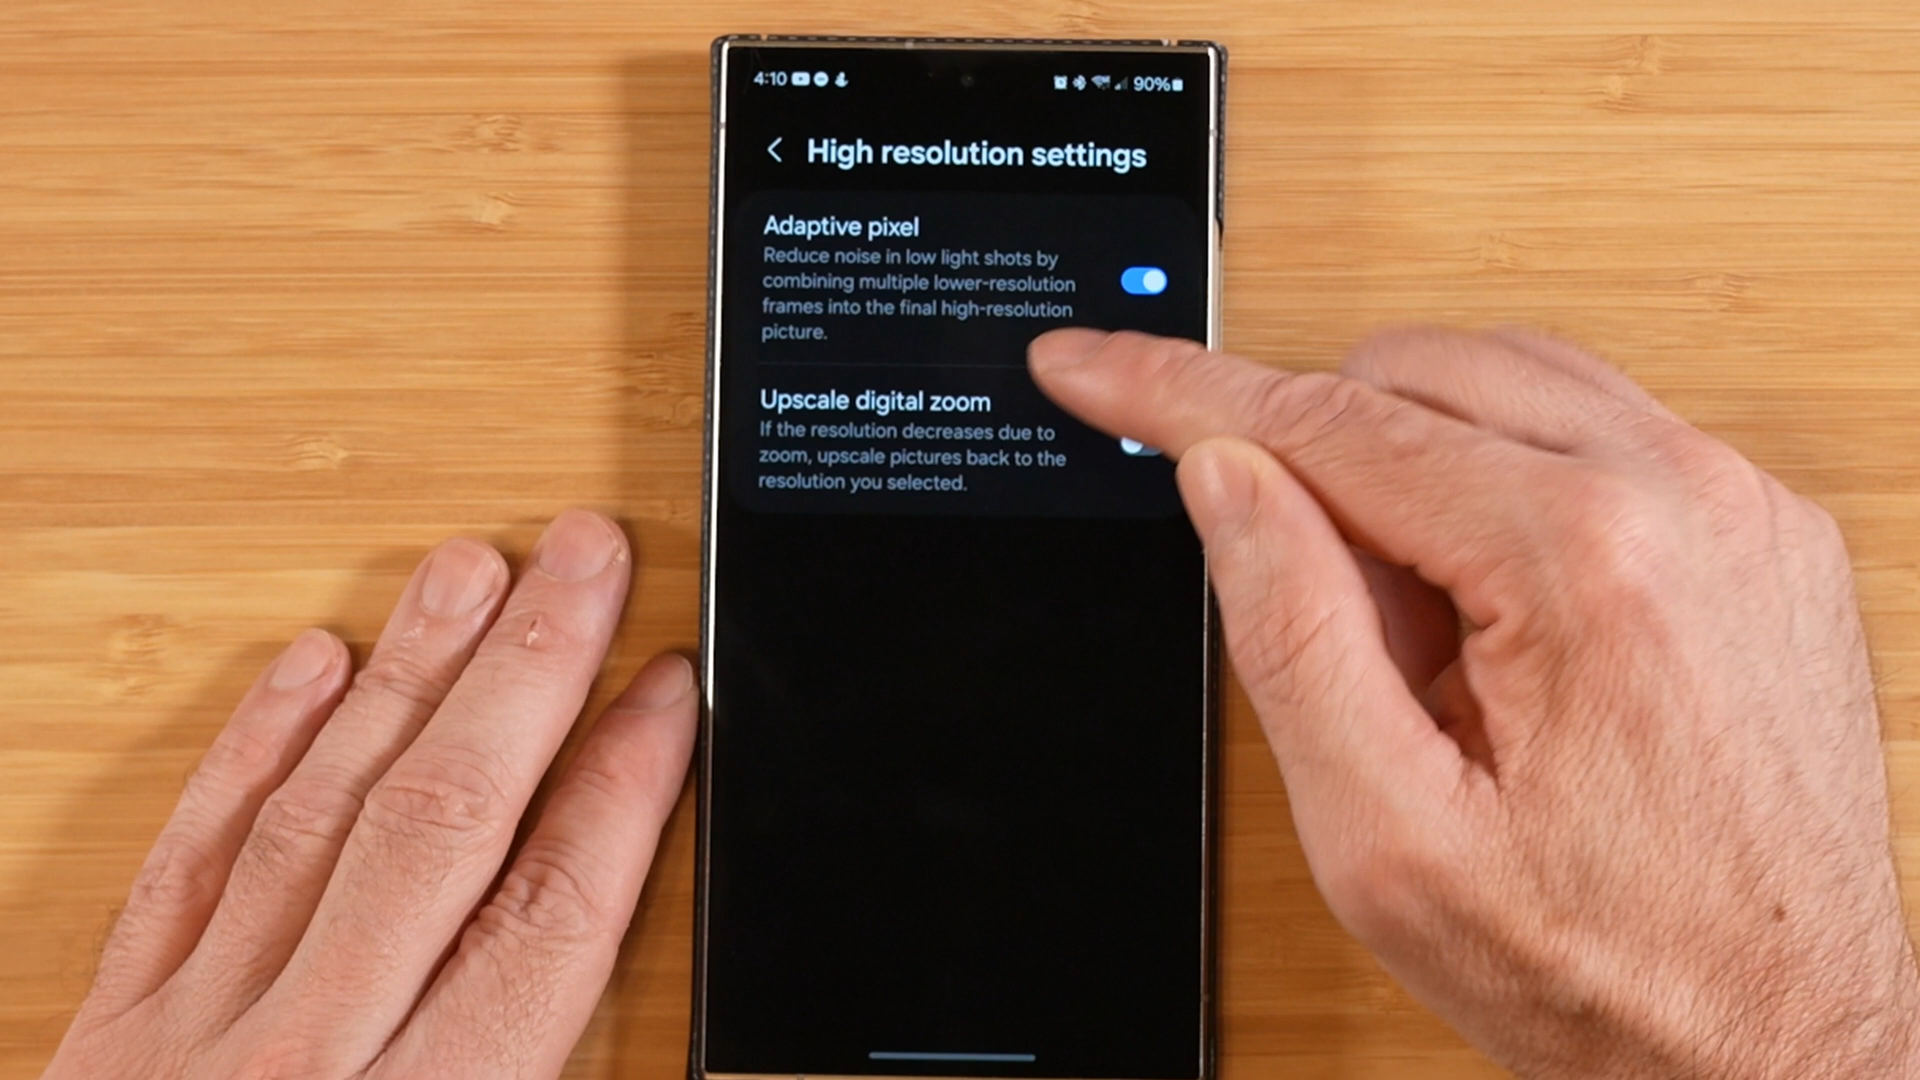 4:10
90%
High resolution settings
Adaptive pixel
Reduce noise in low light shots by
combining multiple lower-resolution
frames into the final high-resolution
picture.
Upscale digital zoom
If the resolution decreases due to
zoom, upscale pictures back to the
resolution you selected.